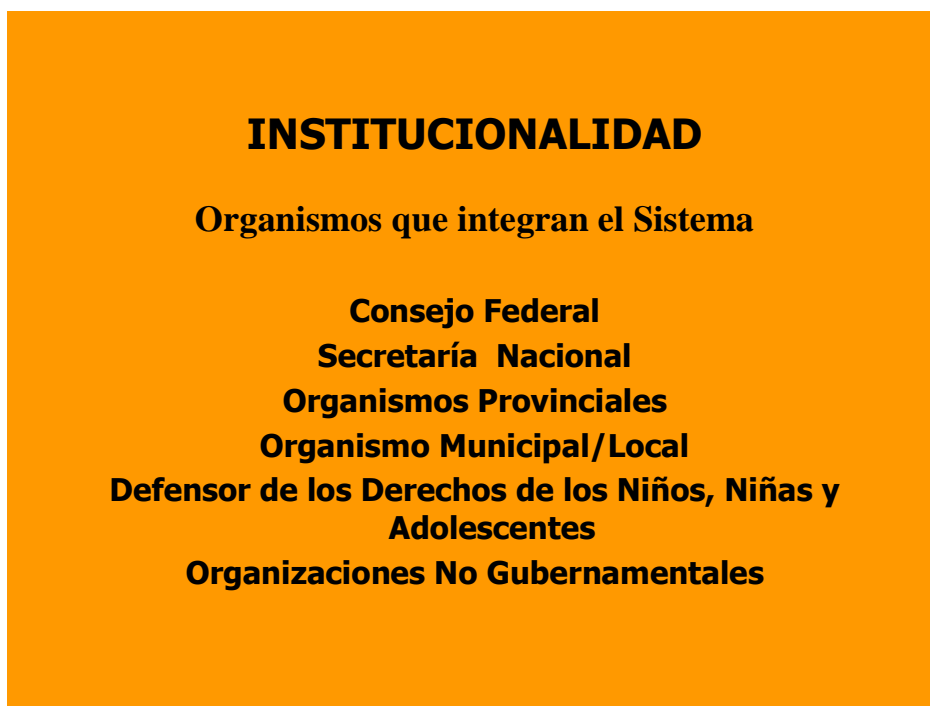 INSTITUCIONALIDAD
Organismos que integran el Sistema
Consejo Federal
Secretaría Nacional
Organismos Provinciales
Organismo Municipal/Local
Defensor de los Derechos de los Niños, Niñas y
Adolescentes
Organizaciones No Gubernamentales